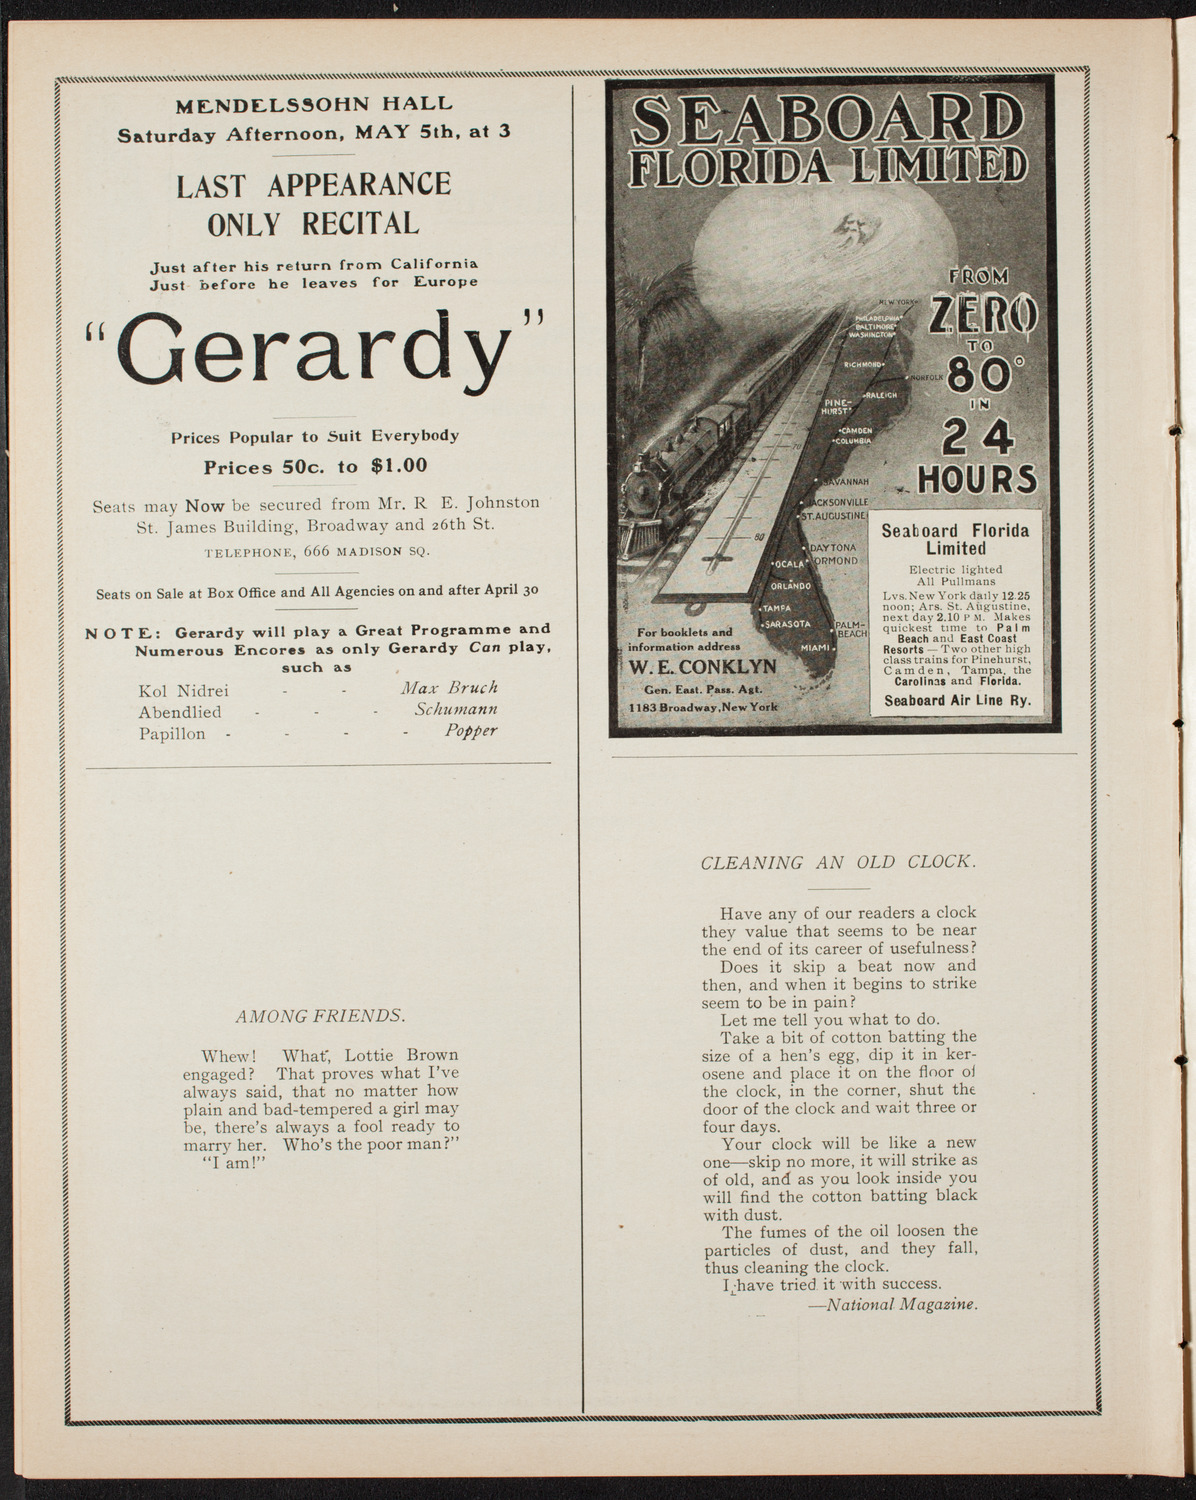 MENDELSSOHN HALL
Saturday Afternoon, MAY 5th, at 3
LAST APPEARANCE
ONLY RECITAL
Just after his return from California
Just before he leaves for Europe
"Gerardy"
Prices Popular to Suit Everybody
Prices 50c. to $1.00
Seats may Now be secured from Mr. R E. Johnston
St. James Building, Broadway and 26th St.
TELEPHONE, 666 MADISON SQ.
Seats on Sale at Box Office and All Agencies on and after April 30
NOTE: Gerardy will play a Great Programme and
Numerous Encores as only Gerardy Can play,
such as
Kol Nidrei - - Max Bruch
Abendlied - - - Schumann
Papillon - - - - Popper
AMONG FRIENDS.
Whew! What, Lottie Brown
engaged? That proves what I've
always said, that no matter how
plain and bad-tempered a girl may
be, there's always a fool ready to
marry her. Who's the poor man?"
"I am!"
SEABOARD
FLORIDA LIMITED
FROM
ZERO
TO
80°
IN
24
HOURS
NEW YORK
PHILADELPHIA
BALTIMORE
WASHINGTON
RICHMOND
NORFOLK
RALEIGH
PINE-
HURST
CAMDEN
COLUMBIA
70
SAVANNAH
JACKSONVILLE
ST. AUGUSTINE
80
DAYTONA
OCALA
ORMOND
ORLANDO
TAMPA
SARASOTA
PALM-
BEACH
MIAMI
For booklets and
information address
W. E. CONKLYN
Gen. East. Pass. Agt.
1183 Broadway, New York
Seaboard Florida
Limited
Electric lighted
All Pullmans
Lvs. New York daily 12.25
noon; Ars. St. Augustine,
next day 2.10 P M. Makes
quickest time to Palm
Beach and East Coast
Resorts — Two other high
class trains for Pinehurst,
Camden, Tampa, the
Carolinas and Florida.
Seaboard Air Line Ry.
CLEANING AN OLD CLOCK.
Have any of our readers a clock
they value that seems to be near
the end of its career of usefulness?
Does it skip a beat now and
then, and when it begins to strike
seem to be in pain?
Let me tell you what to do.
Take a bit of cotton batting the
size of a hen's egg, dip it in ker-
osene and place it on the floor of
the clock, in the corner, shut the
door of the clock and wait three or
four days.
Your clock will be like a new
one—skip no more, it will strike as
of old, and as you look inside you
will find the cotton batting black
with dust.
The fumes of the oil loosen the
particles of dust, and they fall,
thus cleaning the clock.
I have tried it with success.
—National Magazine.